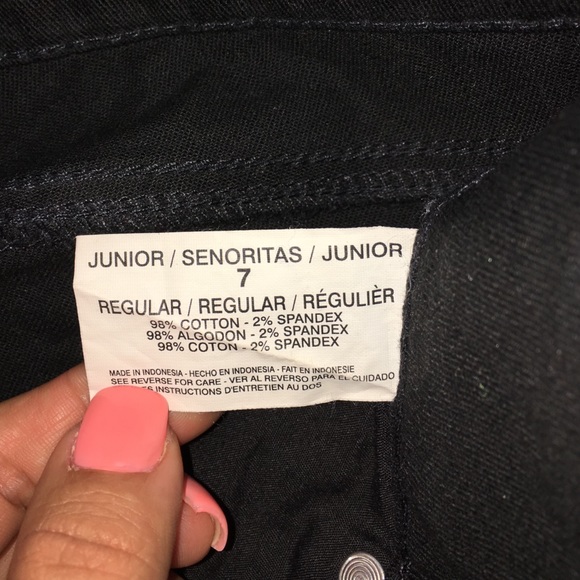 JUNIOR / SENORITAS / JUNIOR
7
REGULAR / REGULAR / RÉGULIÈR
98% COTTON - 2% SPANDEX
98% ALGODON - 2% SPANDEX
98% COTON - 2% SPANDEX
MADE IN INDONESIA - HECHO EN INDONESIA - FAIT EN INDONESIE
SEE REVERSE FOR CARE - VER AL REVERSO PARA EL CUIDADO
INSTRUCTIONS D'ENTRETIEN AU DOS